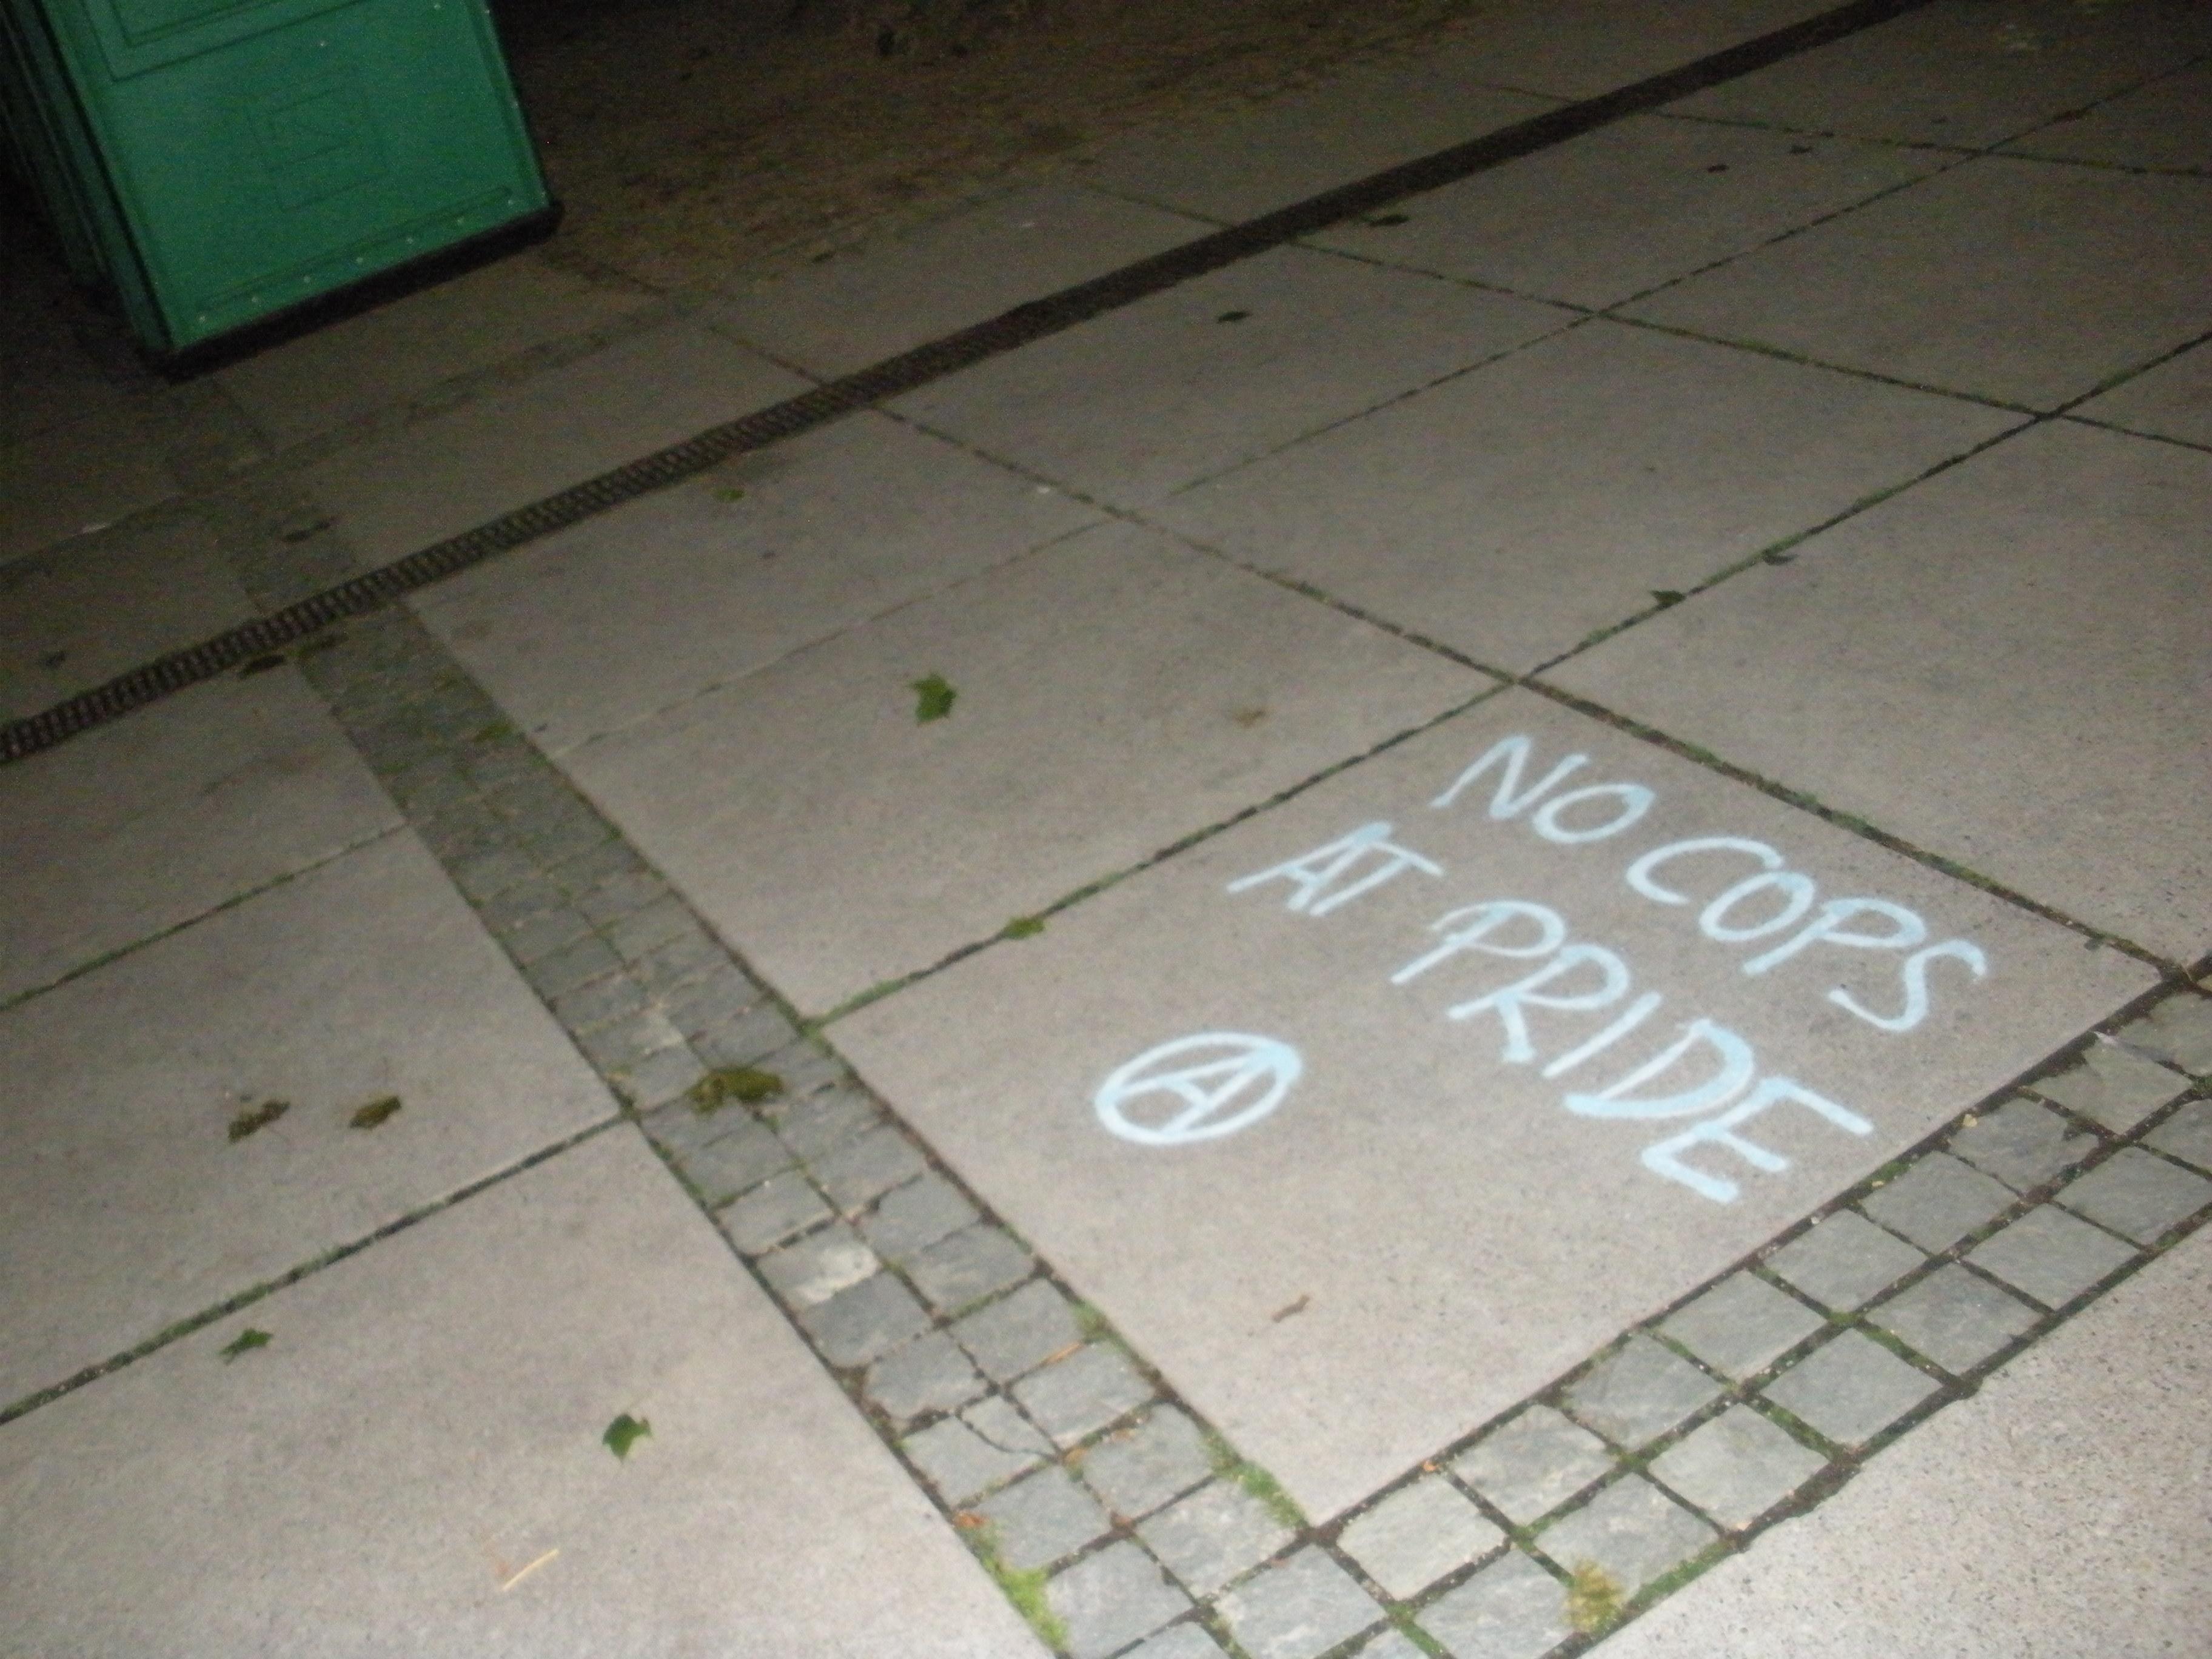 NO COPS
AT PRIDE
Ⓐ